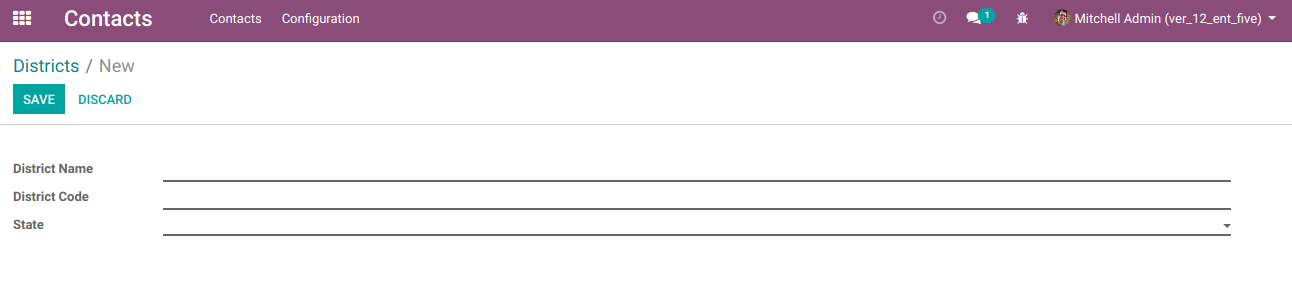 Contacts Contacts Configuration 1 Mitchell Admin (ver_12_ent_five)
Districts / New
SAVE DISCARD
District Name
District Code
State